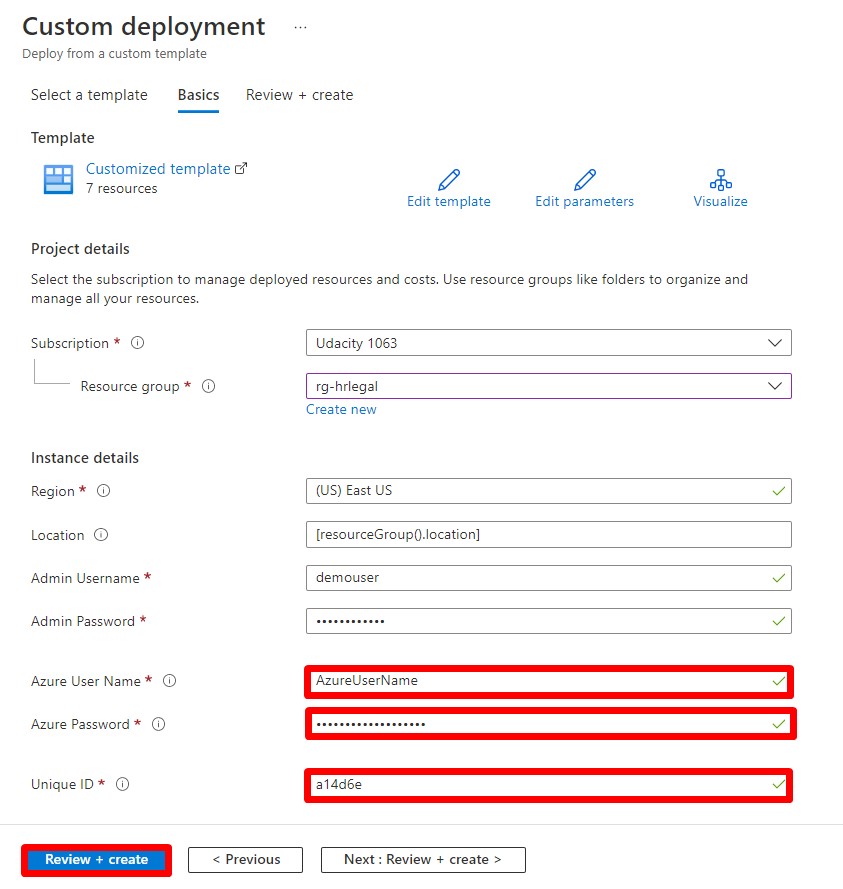 Custom deployment ...
Deploy from a custom template
Select a template Basics Review + create
Template
Customized template
7 resources
Edit template Edit parameters Visualize
Project details
Select the subscription to manage deployed resources and costs. Use resource groups like folders to organize and
manage all your resources.
Subscription * Udacity 1063
Resource group * rg-hrlegal
Create new
Instance details
Region * (US) East US
Location [resourceGroup().location]
Admin Username * demouser
Admin Password * ••••••••••••
Azure User Name * AzureUserName
Azure Password * •••••••••••••••••••
Unique ID * a14d6e
Review + create < Previous Next : Review + create >